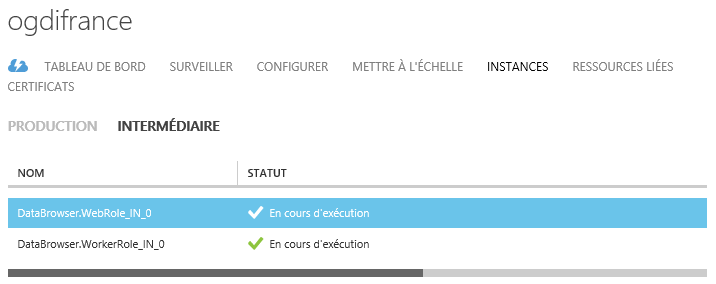 ogdifrance
TABLEAU DE BORD SURVEILLER CONFIGURER METTRE À L'ÉCHELLE INSTANCES RESSOURCES LIÉES
CERTIFICATS
PRODUCTION INTERMÉDIAIRE
NOM STATUT
DataBrowser.WebRole_IN_0 En cours d'exécution
DataBrowser.WorkerRole_IN_0 En cours d'exécution